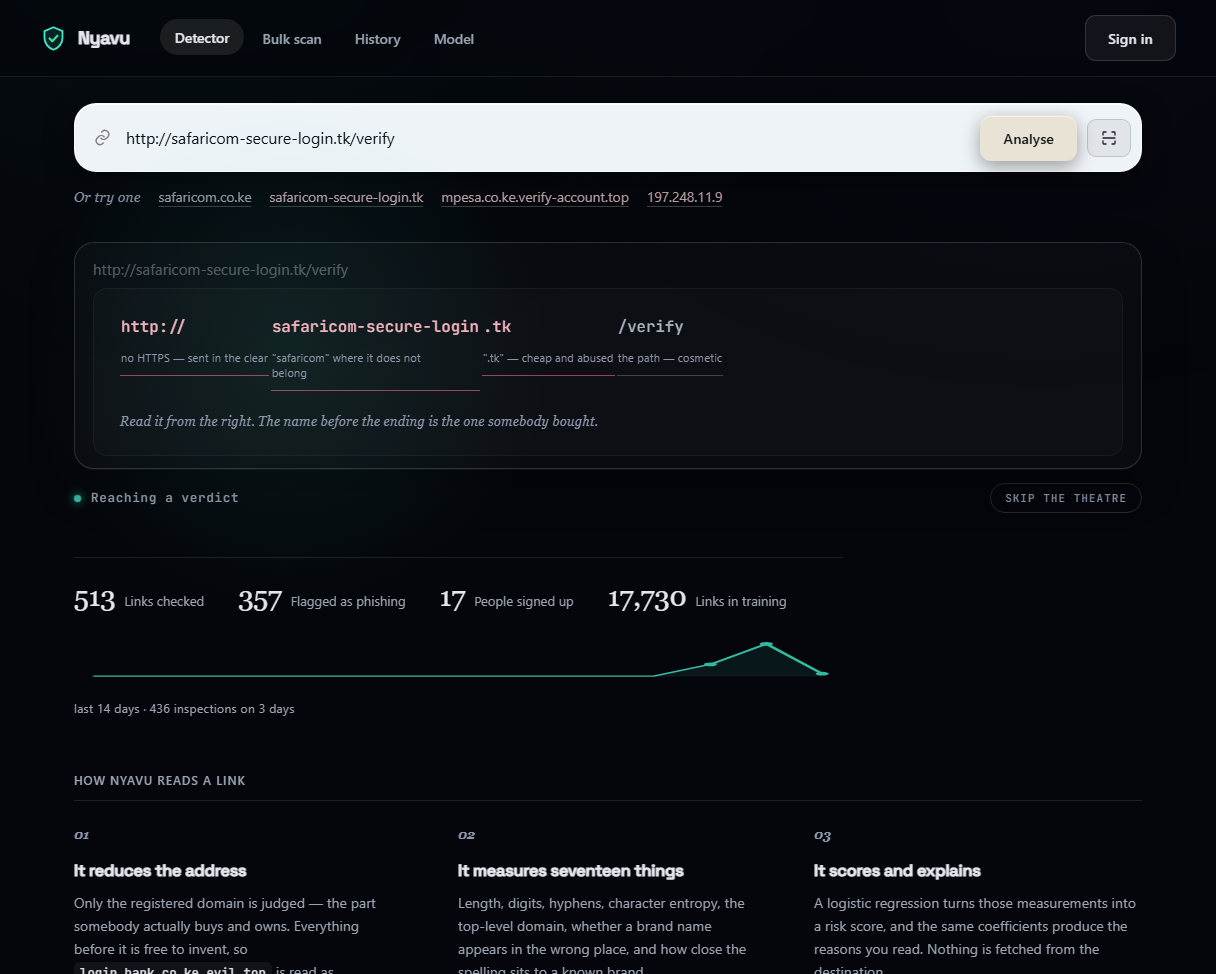 Nyavu
Detector
Bulk scan
History
Model
Sign in
http://safaricom-secure-login.tk/verify
Analyse
Or try one safaricom.co.ke safaricom-secure-login.tk mpesa.co.ke.verify-account.top 197.248.11.9
http://safaricom-secure-login.tk/verify
http:// safaricom-secure-login .tk /verify
no HTTPS — sent in the clear
"safaricom" where it does not
belong
".tk" — cheap and abused
the path — cosmetic
Read it from the right. The name before the ending is the one somebody bought.
Reaching a verdict
SKIP THE THEATRE
513 Links checked 357 Flagged as phishing 17 People signed up 17,730 Links in training
last 14 days · 436 inspections on 3 days
HOW NYAVU READS A LINK
01
It reduces the address
Only the registered domain is judged — the part
somebody actually buys and owns. Everything
before it is free to invent, so
login.bank.co.ke.evil.top is read as
02
It measures seventeen things
Length, digits, hyphens, character entropy, the
top-level domain, whether a brand name
appears in the wrong place, and how close the
spelling sits to a known brand.
03
It scores and explains
A logistic regression turns those measurements into
a risk score, and the same coefficients produce the
reasons you read. Nothing is fetched from the
destination.